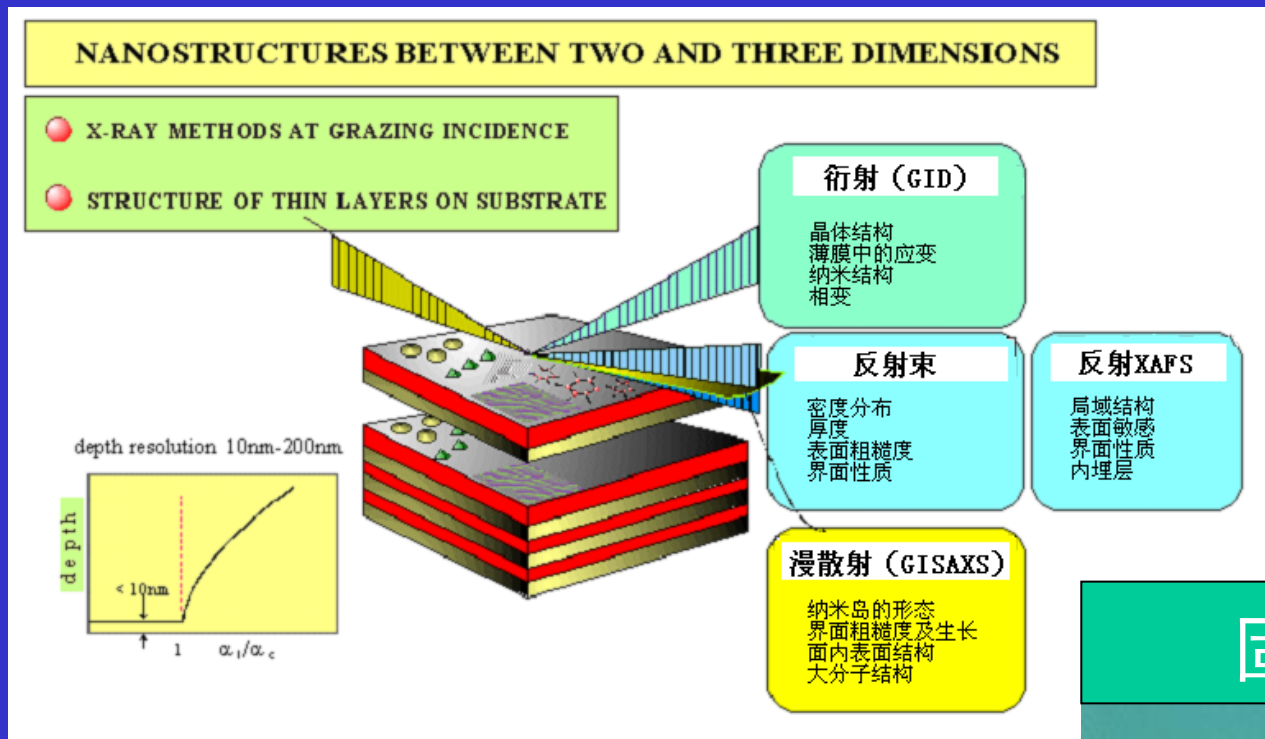 NANOSTRUCTURES BETWEEN TWO AND THREE DIMENSIONS
X-RAY METHODS AT GRAZING INCIDENCE
STRUCTURE OF THIN LAYERS ON SUBSTRATE
衍射（GID）
晶体结构
薄膜中的应变
纳米结构
相变
反射束
密度分布
厚度
表面粗糙度
界面性质
反射XAFS
局域结构
表面敏感
界面性质
内埋层
漫散射（GISAXS）
纳米岛的形态
界面粗糙度及生长
面内表面结构
大分子结构
depth resolution 10nm-200nm
depth
< 10nm
1
α_i/α_c